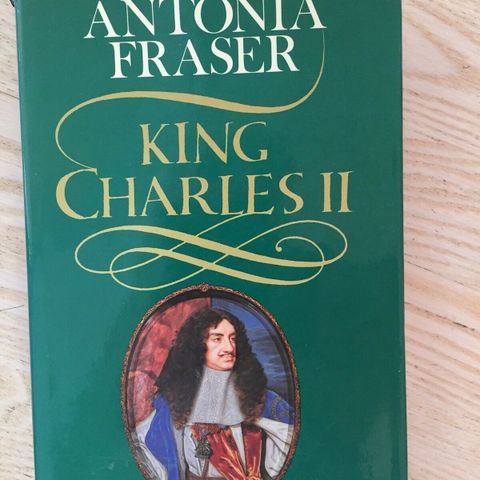 ANTONIA
FRASER
KING
CHARLES II